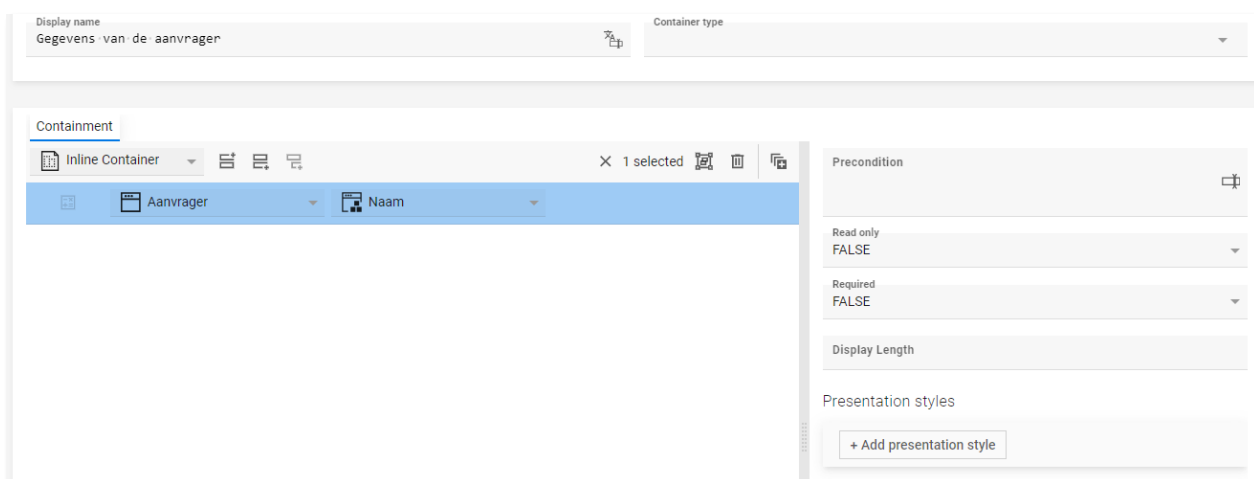 Display name
Gegevens van de aanvrager
Container type
Containment
Inline Container
1 selected
Aanvrager
Naam
Precondition
Read only
FALSE
Required
FALSE
Display Length
Presentation styles
+ Add presentation style